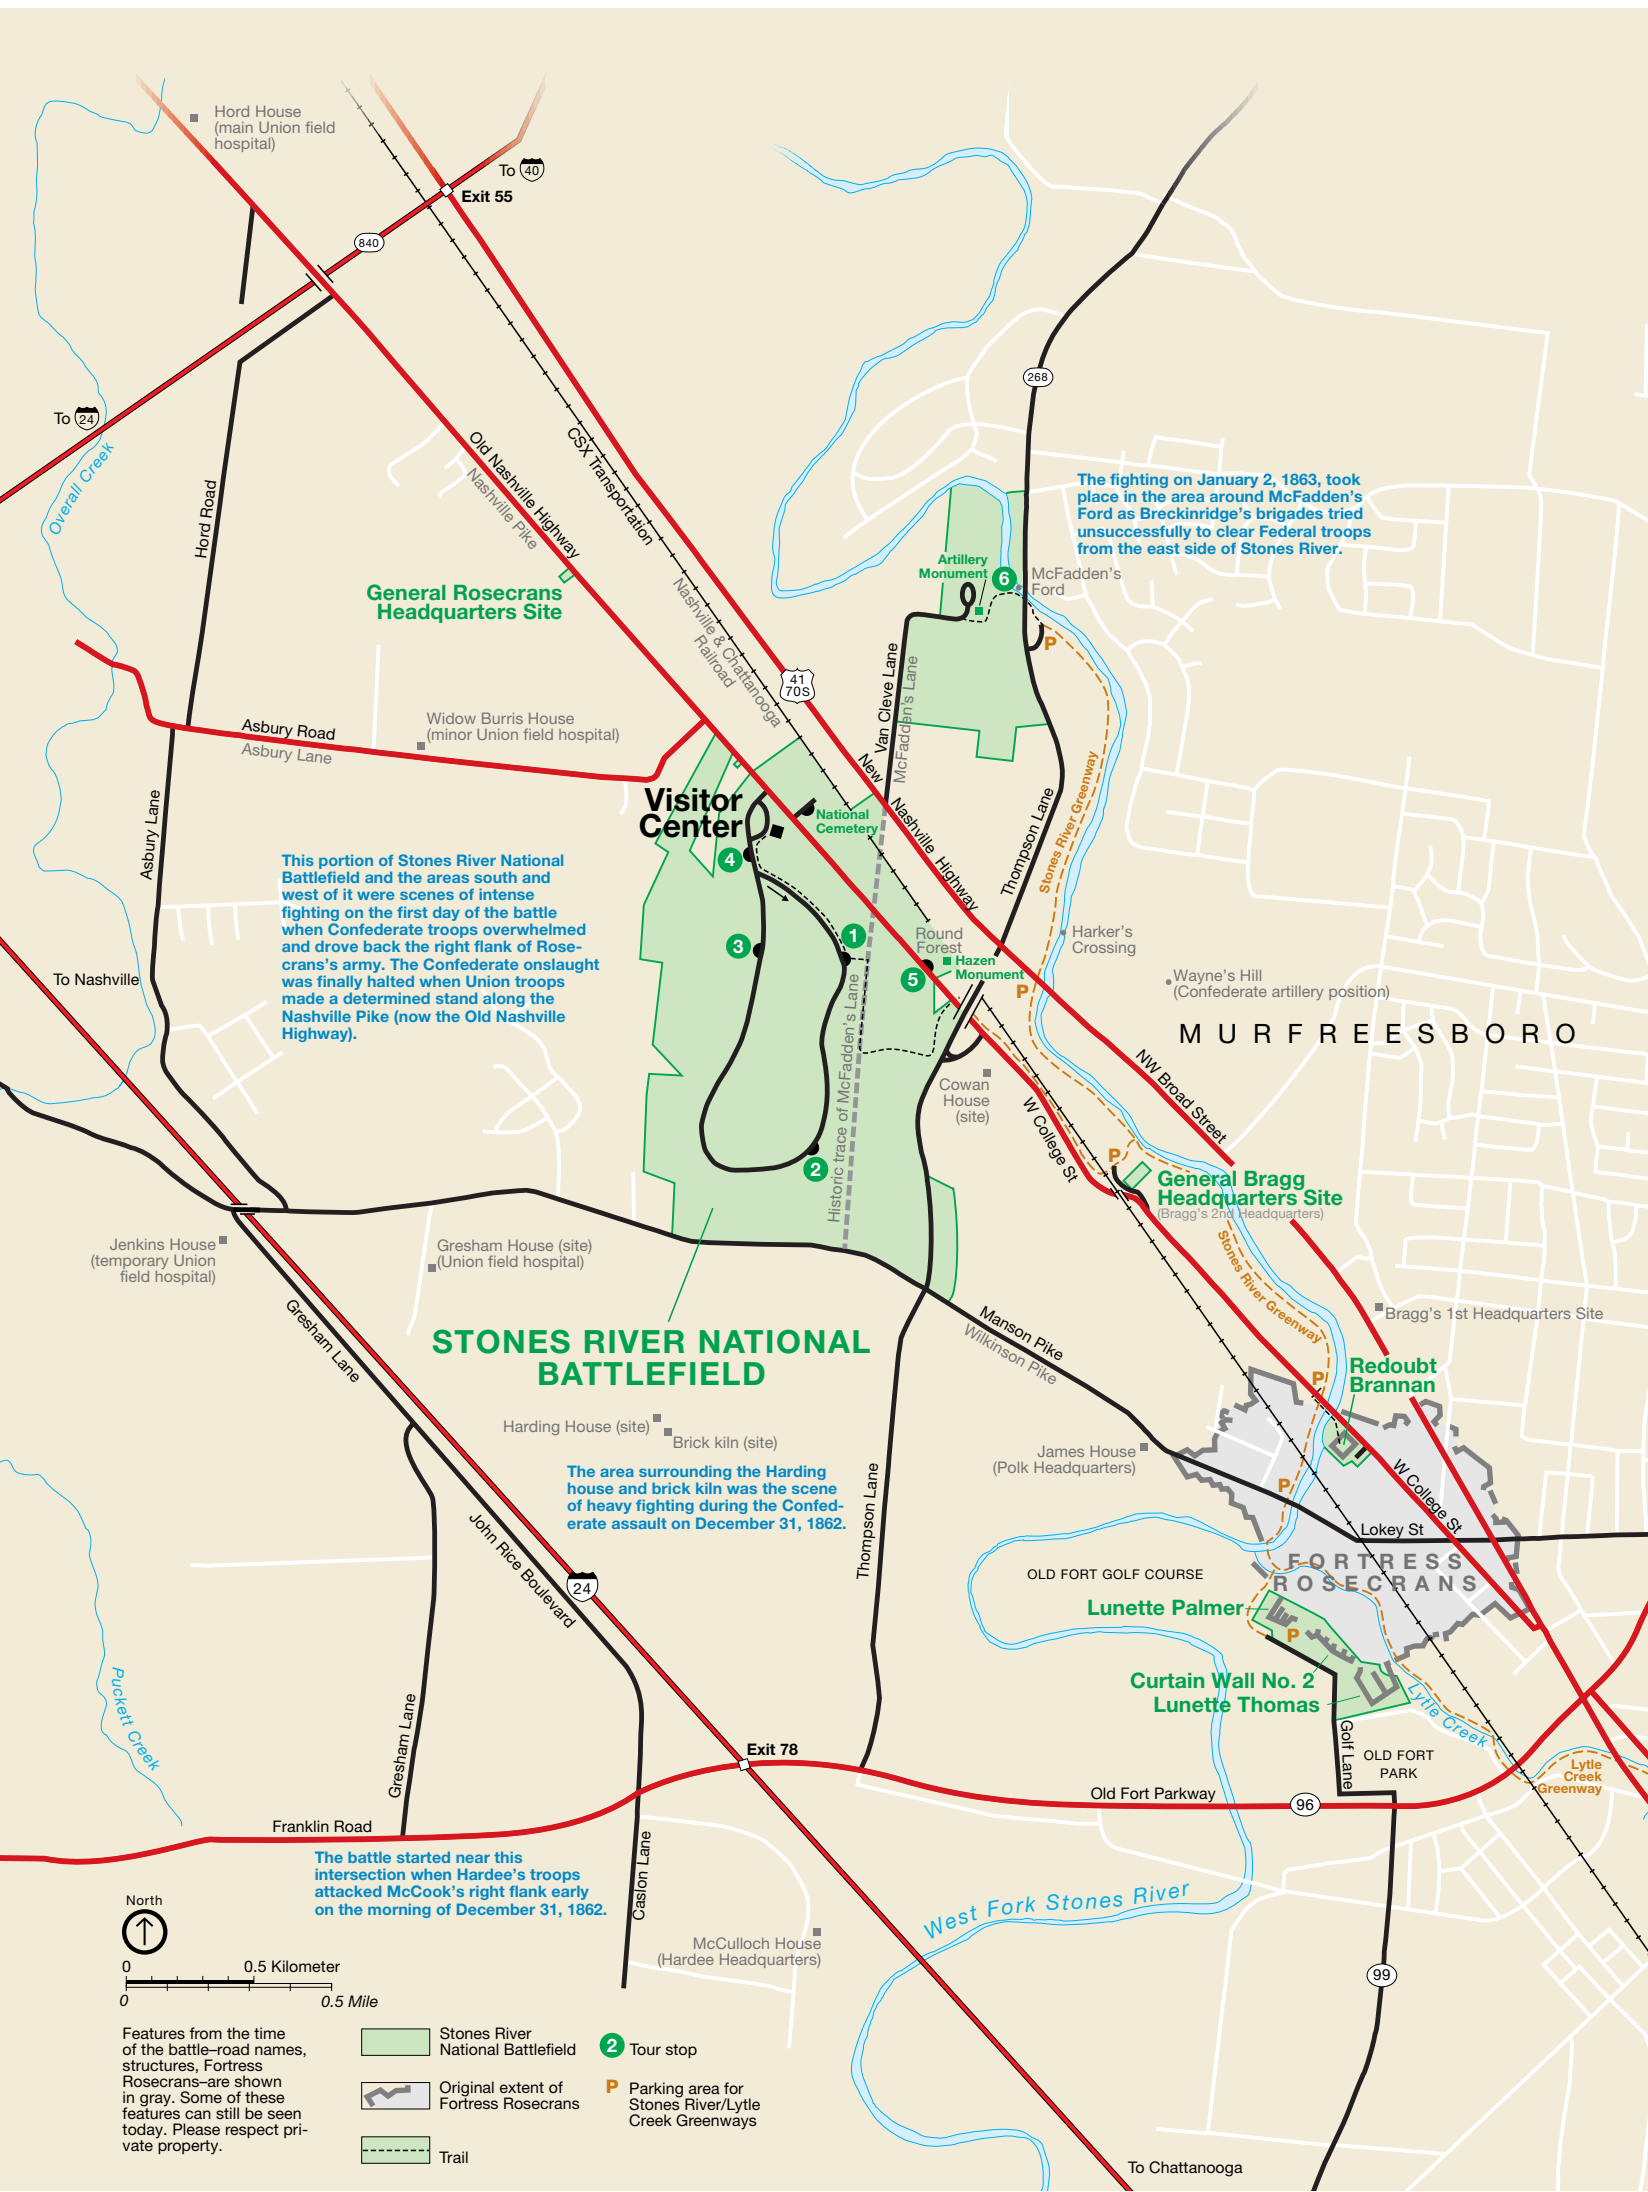 Hord House
(main Union field
hospital)
To 40
Exit 55
840
To 24
Overall Creek
Hord Road
Old Nashville Highway
Nashville Pike
CSX Transportation
268
The fighting on January 2, 1863, took
place in the area around McFadden's
Ford as Breckinridge's brigades tried
unsuccessfully to clear Federal troops
from the east side of Stones River.
General Rosecrans
Headquarters Site
Artillery
Monument
6
McFadden's
Ford
P
Nashville & Chattanooga
Railroad
41
70S
Van Cleve Lane
McFadden's Lane
Asbury Road
Asbury Lane
Widow Burris House
(minor Union field hospital)
New Nashville Highway
Thompson Lane
Stones River Greenway
Visitor
Center
National
Cemetery
Asbury Lane
4
This portion of Stones River National
Battlefield and the areas south and
west of it were scenes of intense
fighting on the first day of the battle
when Confederate troops overwhelmed
and drove back the right flank of Rose-
crans's army. The Confederate onslaught
was finally halted when Union troops
made a determined stand along the
Nashville Pike (now the Old Nashville
Highway).
3
1
Round
Forest
Hazen
Monument
5
P
Harker's
Crossing
Wayne's Hill
(Confederate artillery position)
MURFREESBORO
To Nashville
Historic trace of McFadden's Lane
Cowan
House
(site)
NW Broad Street
W College St
2
P
General Bragg
Headquarters Site
(Bragg's 2nd Headquarters)
Stones River Greenway
Jenkins House
(temporary Union
field hospital)
Gresham House (site)
(Union field hospital)
Gresham Lane
STONES RIVER NATIONAL
BATTLEFIELD
Manson Pike
Wilkinson Pike
Bragg's 1st Headquarters Site
P
Redoubt
Brannan
Harding House (site)
Brick kiln (site)
The area surrounding the Harding
house and brick kiln was the scene
of heavy fighting during the Confed-
erate assault on December 31, 1862.
James House
(Polk Headquarters)
P
W College St
Lokey St
Thompson Lane
John Rice Boulevard
24
FORTRESS
ROSECRANS
OLD FORT GOLF COURSE
Lunette Palmer
P
Curtain Wall No. 2
Lunette Thomas
Lytle Creek
Puckett Creek
Gresham Lane
Exit 78
Golf Lane
OLD FORT
PARK
Lytle
Creek
Greenway
Old Fort Parkway
96
Franklin Road
The battle started near this
intersection when Hardee's troops
attacked McCook's right flank early
on the morning of December 31, 1862.
Caslon Lane
West Fork Stones River
McCulloch House
(Hardee Headquarters)
99
North
0 0.5 Kilometer
0 0.5 Mile
Features from the time
of the battle–road names,
structures, Fortress
Rosecrans–are shown
in gray. Some of these
features can still be seen
today. Please respect pri-
vate property.
Stones River
National Battlefield
2 Tour stop
Original extent of
Fortress Rosecrans
P Parking area for
Stones River/Lytle
Creek Greenways
Trail
To Chattanooga